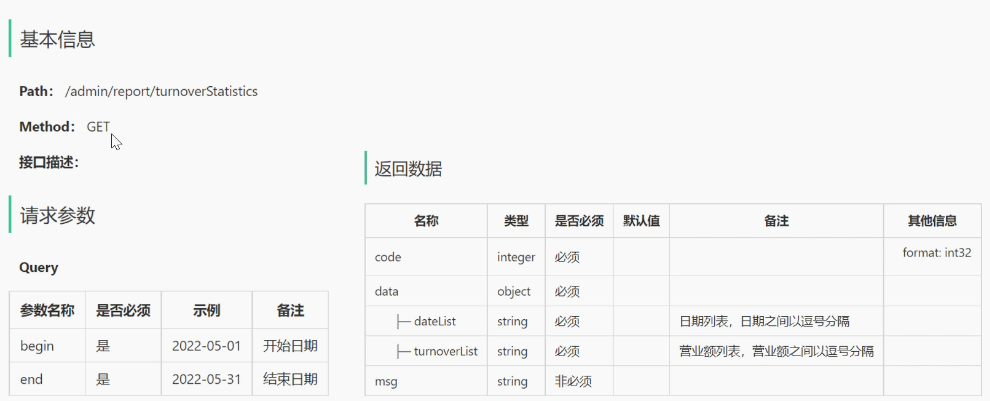 基本信息
Path： /admin/report/turnoverStatistics
Method： GET
接口描述：
请求参数
Query
参数名称 是否必须 示例 备注
begin 是 2022-05-01 开始日期
end 是 2022-05-31 结束日期
返回数据
名称 类型 是否必须 默认值 备注 其他信息
code integer 必须 format: int32
data object 必须
├─ dateList string 必须 日期列表，日期之间以逗号分隔
├─ turnoverList string 必须 营业额列表，营业额之间以逗号分隔
msg string 非必须